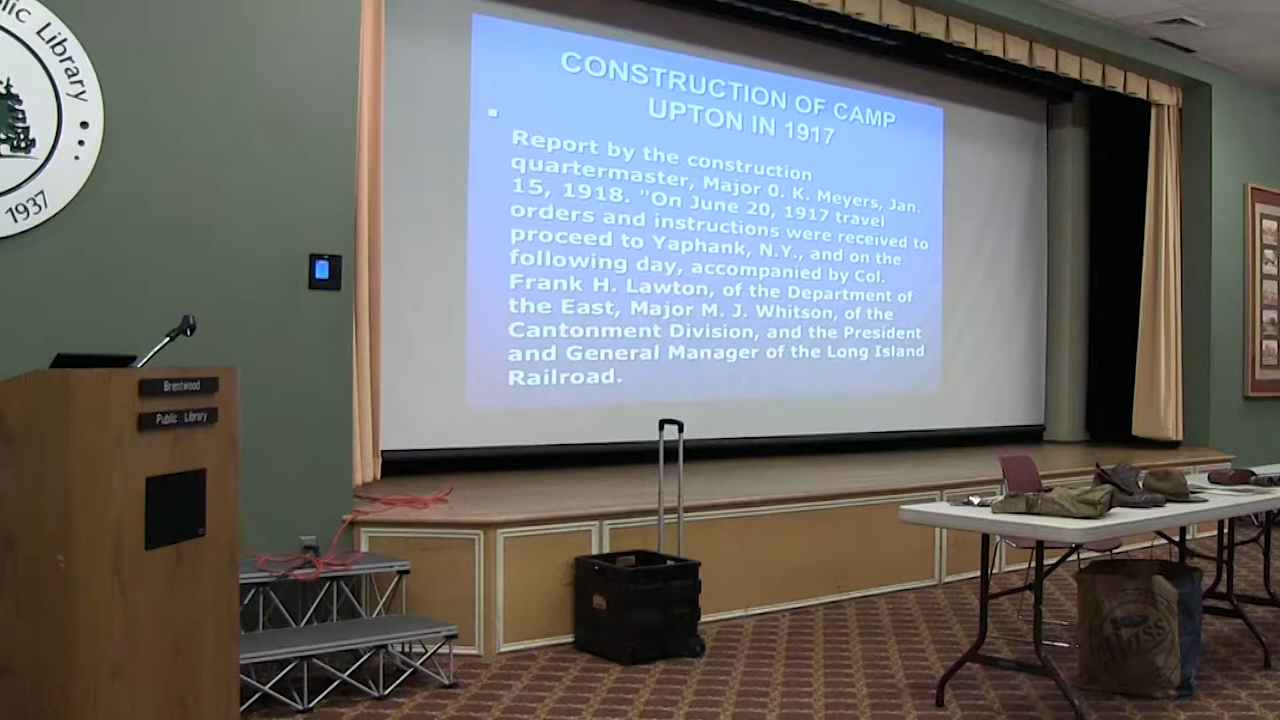 lic Library
1937
CONSTRUCTION OF CAMP
UPTON IN 1917
Report by the construction
quartermaster, Major 0. K. Meyers, Jan.
15, 1918. "On June 20, 1917 travel
orders and instructions were received to
proceed to Yaphank, N.Y., and on the
following day, accompanied by Col.
Frank H. Lawton, of the Department of
the East, Major M. J. Whitson, of the
Cantonment Division, and the President
and General Manager of the Long Island
Railroad.
Brentwood
Public Library